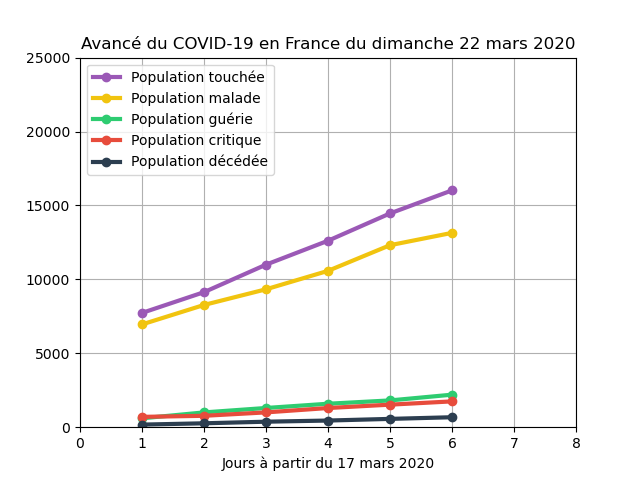 Avancé du COVID-19 en France du dimanche 22 mars 2020
25000
20000
15000
10000
5000
0
Population touchée
Population malade
Population guérie
Population critique
Population décédée
0 1 2 3 4 5 6 7 8
Jours à partir du 17 mars 2020